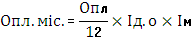 Опл. міс. = Опл/12 × Ід. о × Ім